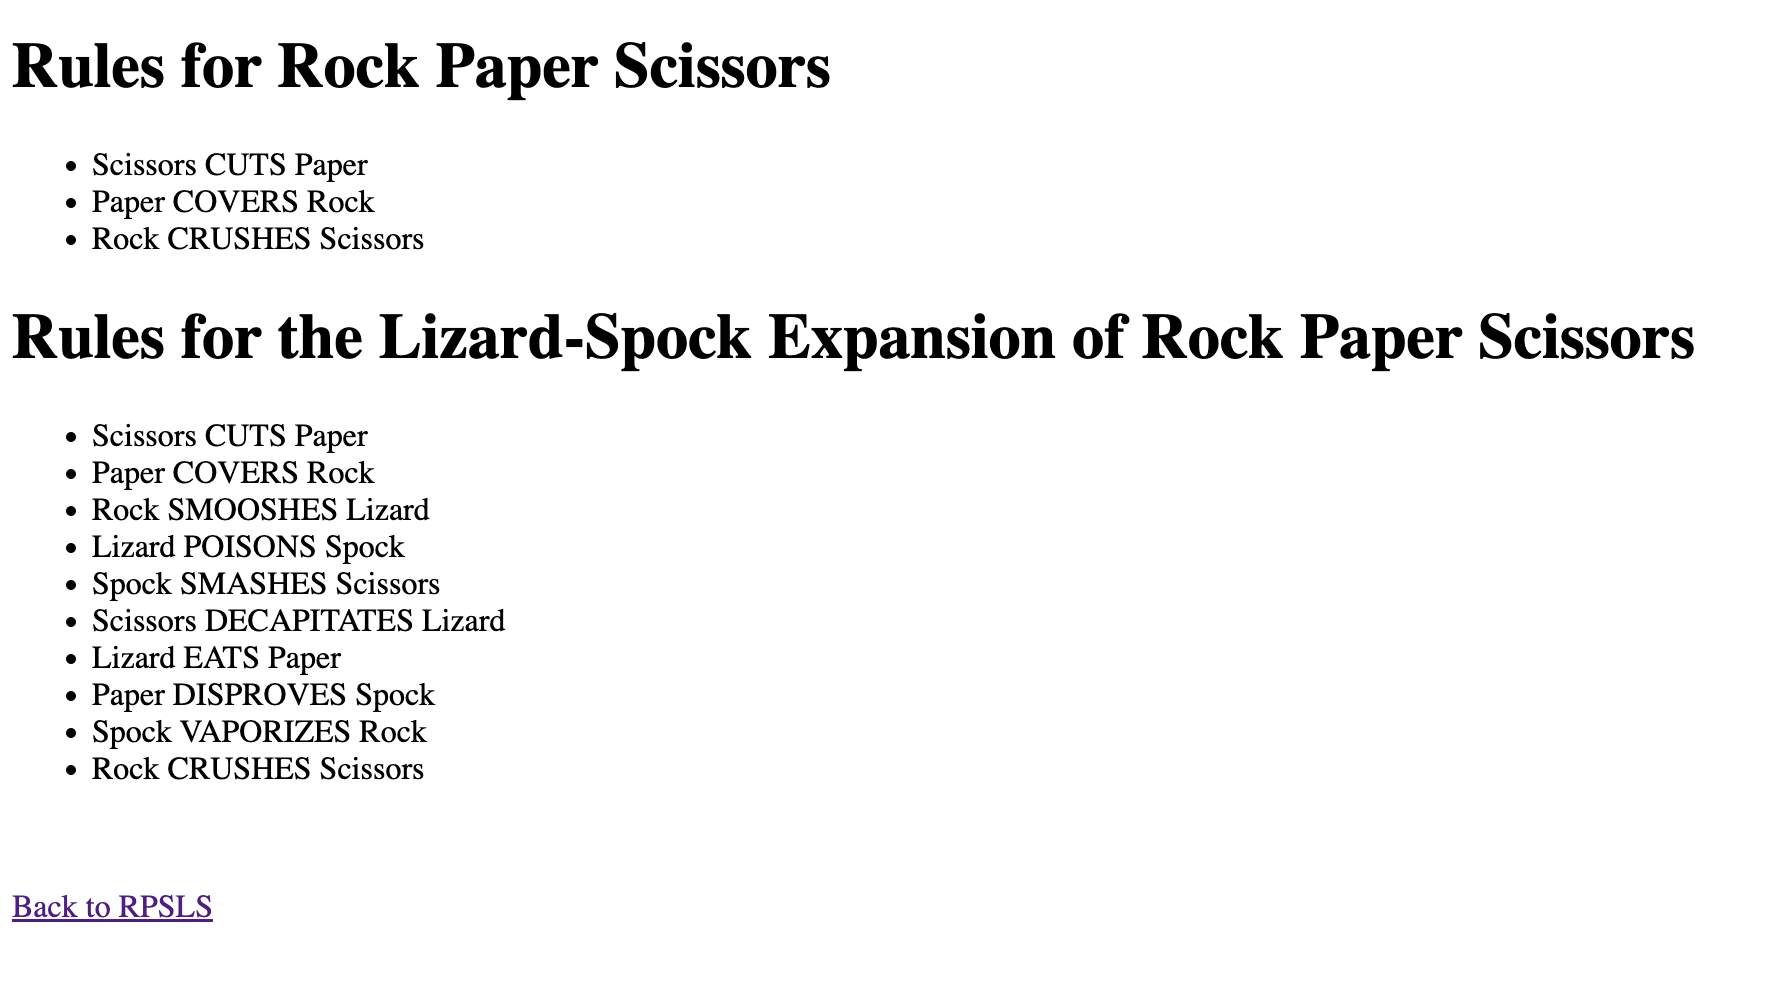 Rules for Rock Paper Scissors
Scissors CUTS Paper
Paper COVERS Rock
Rock CRUSHES Scissors
Rules for the Lizard-Spock Expansion of Rock Paper Scissors
Scissors CUTS Paper
Paper COVERS Rock
Rock SMOOSHES Lizard
Lizard POISONS Spock
Spock SMASHES Scissors
Scissors DECAPITATES Lizard
Lizard EATS Paper
Paper DISPROVES Spock
Spock VAPORIZES Rock
Rock CRUSHES Scissors
Back to RPSLS